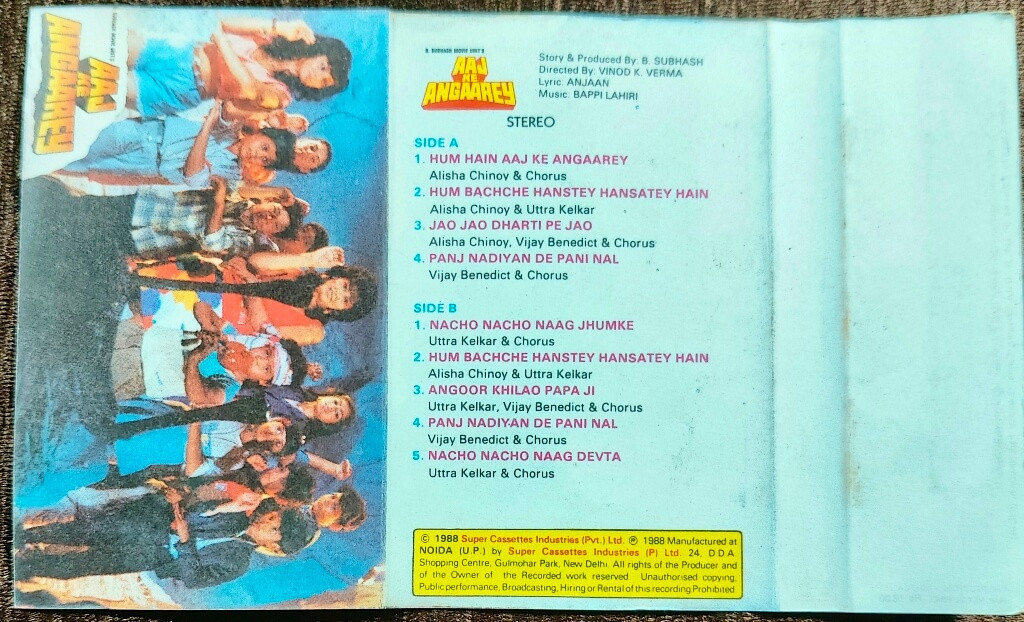 AAJ
KE
ANGAAREY
B. SUBHASH MOVIE UNIT'S
AAJ
KE
ANGAAREY
Story & Produced By: B. SUBHASH
Directed By: VINOD K. VERMA
Lyric: ANJAAN
Music: BAPPI LAHIRI
STEREO
SIDE A
1. HUM HAIN AAJ KE ANGAAREY
Alisha Chinoy & Chorus
2. HUM BACHCHE HANSTEY HANSATEY HAIN
Alisha Chinoy & Uttra Kelkar
3. JAO JAO DHARTI PE JAO
Alisha Chinoy, Vijay Benedict & Chorus
4. PANJ NADIYAN DE PANI NAL
Vijay Benedict & Chorus
SIDE B
1. NACHO NACHO NAAG JHUMKE
Uttra Kelkar & Chorus
2. HUM BACHCHE HANSTEY HANSATEY HAIN
Alisha Chinoy & Uttra Kelkar
3. ANGOOR KHILAO PAPA JI
Uttra Kelkar, Vijay Benedict & Chorus
4. PANJ NADIYAN DE PANI NAL
Vijay Benedict & Chorus
5. NACHO NACHO NAAG DEVTA
Uttra Kelkar & Chorus
© 1988 Super Cassettes Industries (Pvt.) Ltd. ℗ 1988 Manufactured at
NOIDA (U.P.) by Super Cassettes Industries (P) Ltd. 24, D.D.A.
Shopping Centre, Gulmohar Park, New Delhi. All rights of the Producer and
of the Owner of the Recorded work reserved Unauthorised copying,
Public performance, Broadcasting, Hiring or Rental of this recording Prohibited